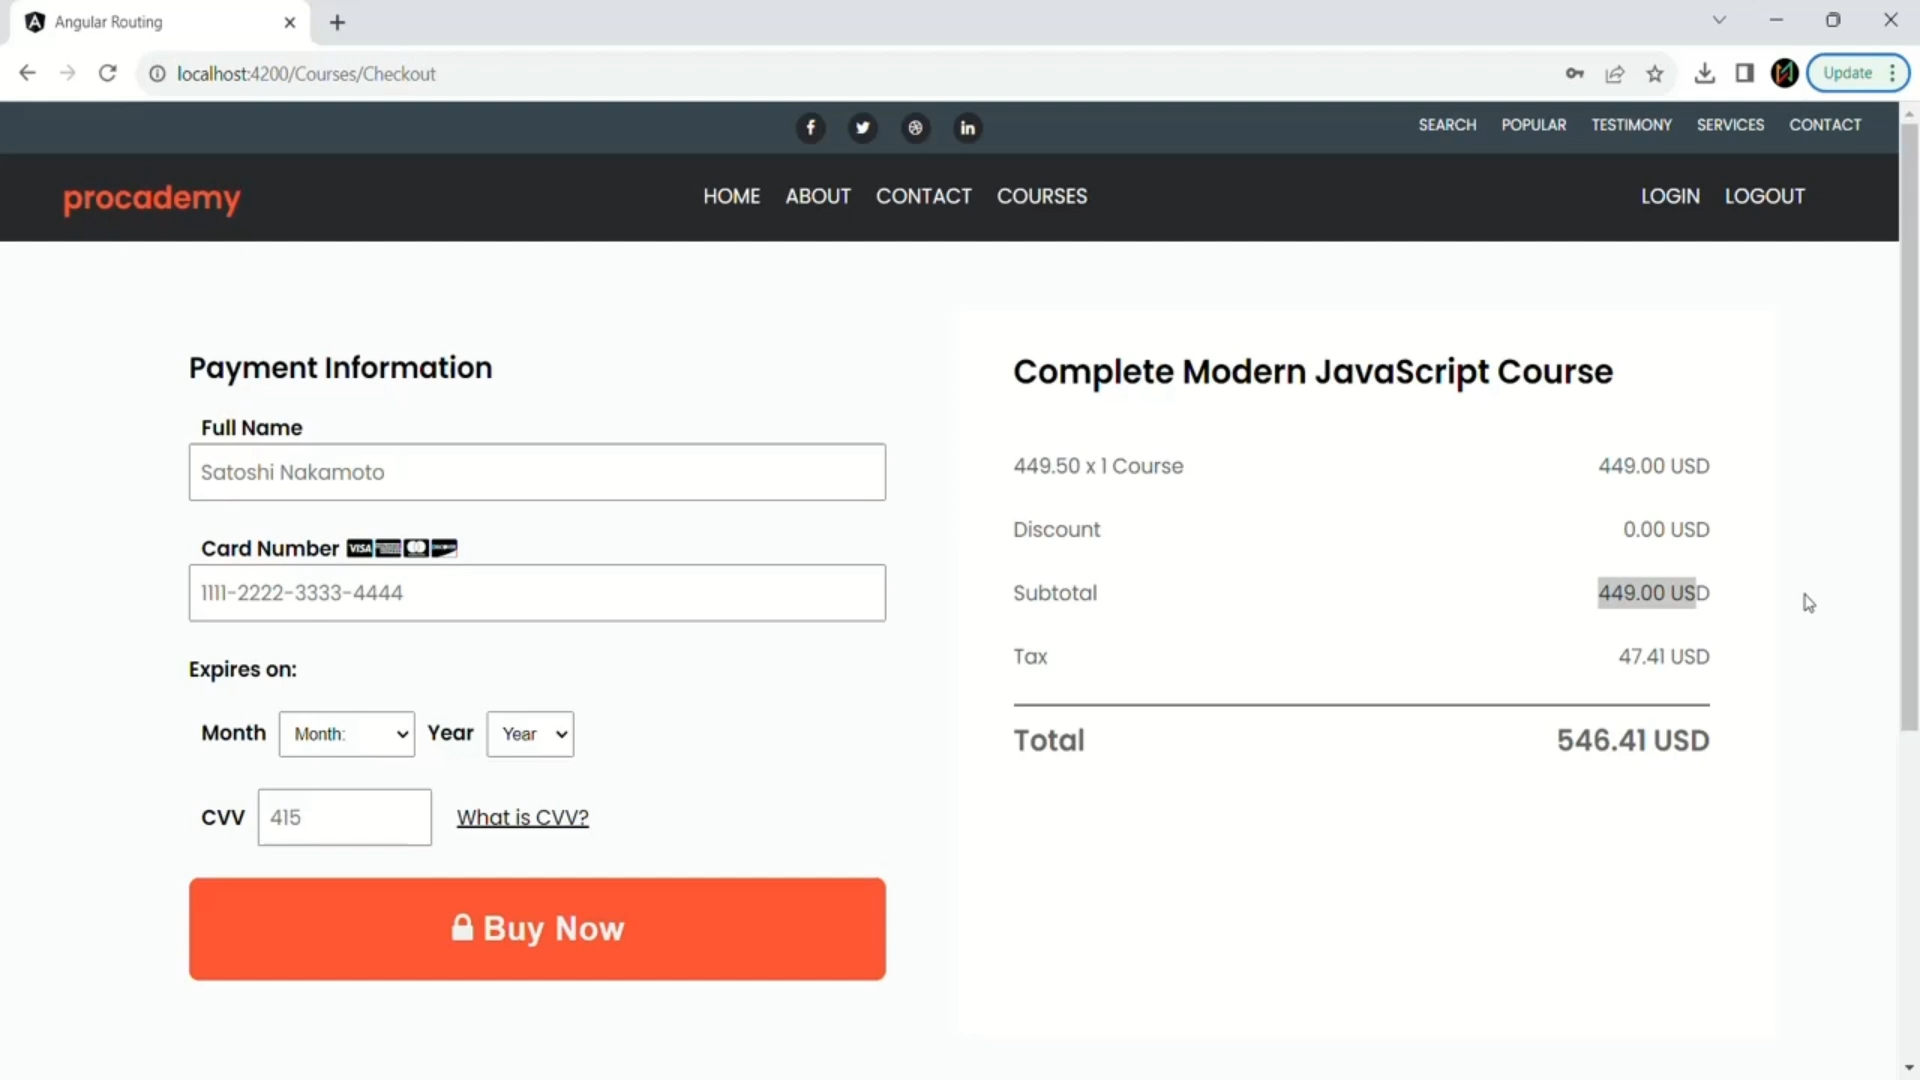 Angular Routing
localhost:4200/Courses/Checkout
Update
SEARCH POPULAR TESTIMONY SERVICES CONTACT
procademy
HOME ABOUT CONTACT COURSES
LOGIN LOGOUT
Payment Information
Full Name
Satoshi Nakamoto
Card Number VISA
1111-2222-3333-4444
Expires on:
Month Month: Year Year
CVV 415 What is CVV?
Buy Now
Complete Modern JavaScript Course
449.50 x 1 Course 449.00 USD
Discount 0.00 USD
Subtotal 449.00 USD
Tax 47.41 USD
Total 546.41 USD